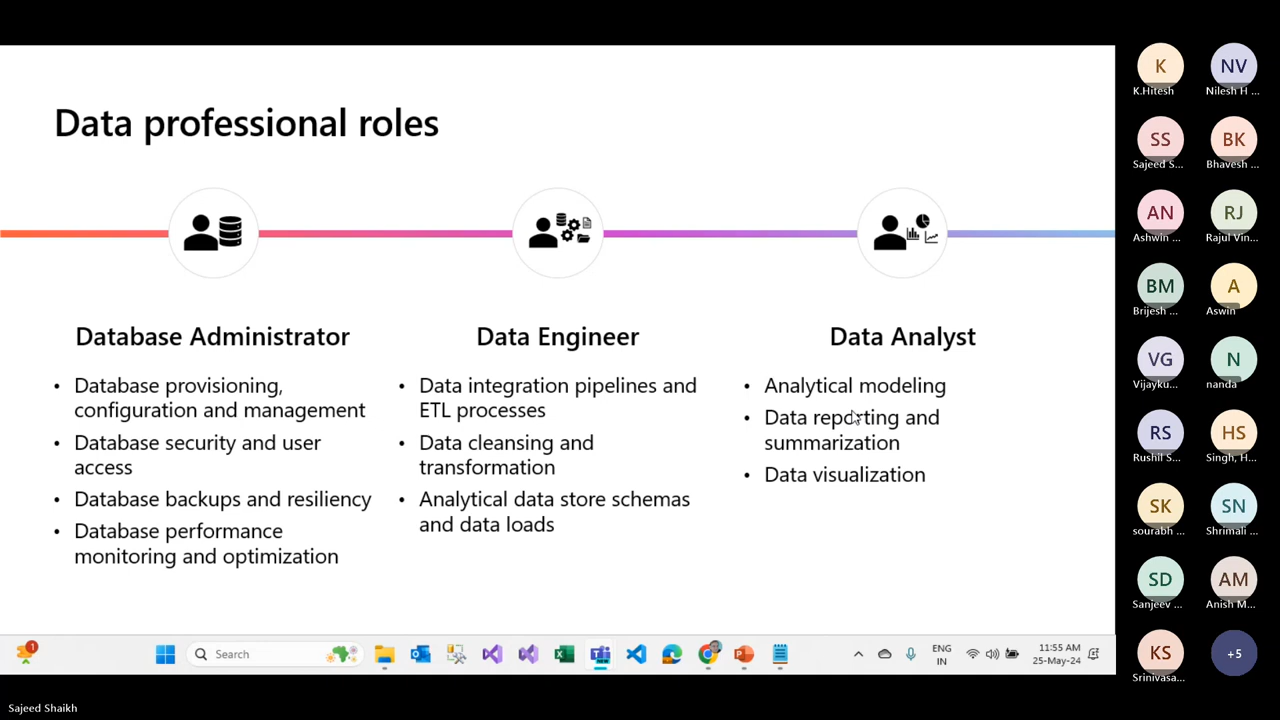 Data professional roles
Database Administrator
• Database provisioning,
configuration and management
• Database security and user
access
• Database backups and resiliency
• Database performance
monitoring and optimization
Data Engineer
• Data integration pipelines and
ETL processes
• Data cleansing and
transformation
• Analytical data store schemas
and data loads
Data Analyst
• Analytical modeling
• Data reporting and
summarization
• Data visualization
K
K.Hitesh
NV
Nilesh H ...
SS
Sajeed S...
BK
Bhavesh ...
AN
Ashwin ...
RJ
Rajul Vin...
BM
Brijesh ...
A
Aswin
VG
Vijayku...
N
nanda
RS
Rushil S...
HS
Singh, H...
SK
sourabh ...
SN
Shrimali ...
SD
Sanjeev ...
AM
Anish M...
KS
Srinivasa...
+5
1
Search
ENG
IN
11:55 AM
25-May-24
Sajeed Shaikh